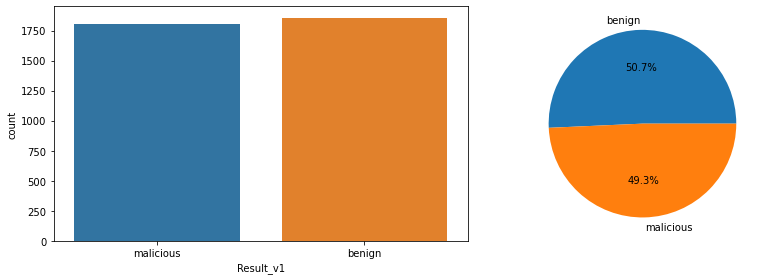 1750
1500
1250
1000
750
500
250
0
count
malicious
benign
Result_v1
benign
50.7%
49.3%
malicious